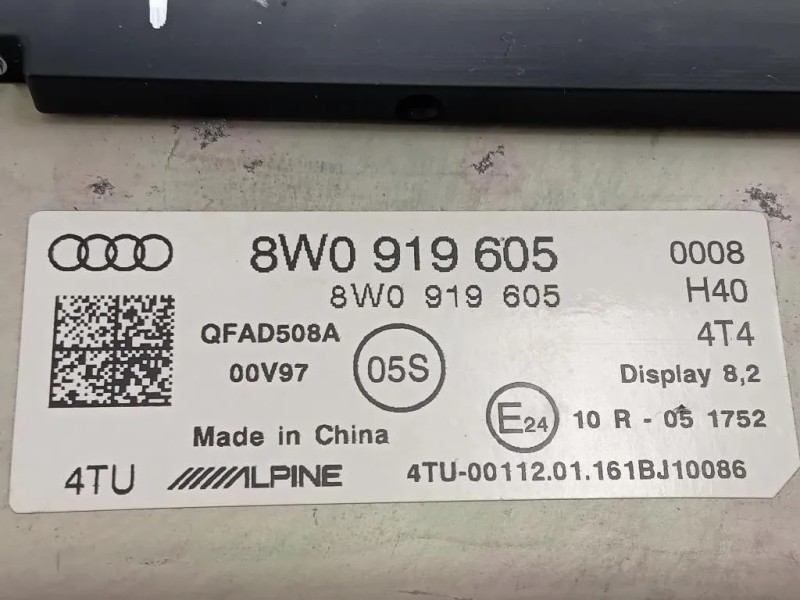 8W0 919 605 0008
8W0 919 605 H40
QFAD508A 05S 4T4
00V97 Display 8,2
E24 10 R - 05 1752
Made in China
4TU ALPINE 4TU-00112.01.161BJ10086